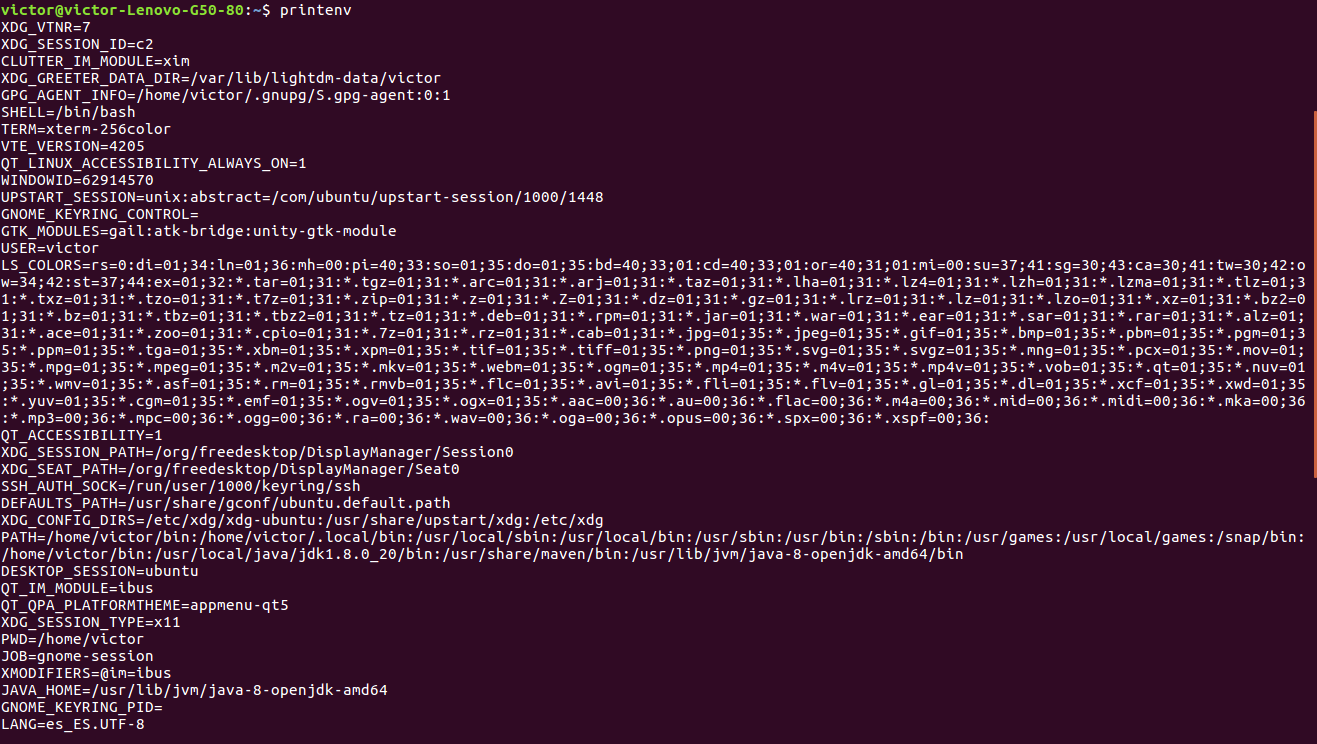 victor@victor-Lenovo-G50-80:~$ printenv
XDG_VTNR=7
XDG_SESSION_ID=c2
CLUTTER_IM_MODULE=xim
XDG_GREETER_DATA_DIR=/var/lib/lightdm-data/victor
GPG_AGENT_INFO=/home/victor/.gnupg/S.gpg-agent:0:1
SHELL=/bin/bash
TERM=xterm-256color
VTE_VERSION=4205
QT_LINUX_ACCESSIBILITY_ALWAYS_ON=1
WINDOWID=62914570
UPSTART_SESSION=unix:abstract=/com/ubuntu/upstart-session/1000/1448
GNOME_KEYRING_CONTROL=
GTK_MODULES=gail:atk-bridge:unity-gtk-module
USER=victor
LS_COLORS=rs=0:di=01;34:ln=01;36:mh=00:pi=40;33:so=01;35:do=01;35:bd=40;33;01:cd=40;33;01:or=40;31;01:mi=00:su=37;41:sg=30;43:ca=30;41:tw=30;42:o
w=34;42:st=37;44:ex=01;32:*.tar=01;31:*.tgz=01;31:*.arc=01;31:*.arj=01;31:*.taz=01;31:*.lha=01;31:*.lz4=01;31:*.lzh=01;31:*.lzma=01;31:*.tlz=01;3
1:*.txz=01;31:*.tzo=01;31:*.t7z=01;31:*.zip=01;31:*.z=01;31:*.Z=01;31:*.dz=01;31:*.gz=01;31:*.lrz=01;31:*.lz=01;31:*.lzo=01;31:*.xz=01;31:*.bz2=0
1;31:*.bz=01;31:*.tbz=01;31:*.tbz2=01;31:*.tz=01;31:*.deb=01;31:*.rpm=01;31:*.jar=01;31:*.war=01;31:*.ear=01;31:*.sar=01;31:*.rar=01;31:*.alz=01;
31:*.ace=01;31:*.zoo=01;31:*.cpio=01;31:*.7z=01;31:*.rz=01;31:*.cab=01;31:*.jpg=01;35:*.jpeg=01;35:*.gif=01;35:*.bmp=01;35:*.pbm=01;35:*.pgm=01;3
5:*.ppm=01;35:*.tga=01;35:*.xbm=01;35:*.xpm=01;35:*.tif=01;35:*.tiff=01;35:*.png=01;35:*.svg=01;35:*.svgz=01;35:*.mng=01;35:*.pcx=01;35:*.mov=01;
35:*.mpg=01;35:*.mpeg=01;35:*.m2v=01;35:*.mkv=01;35:*.webm=01;35:*.ogm=01;35:*.mp4=01;35:*.m4v=01;35:*.mp4v=01;35:*.vob=01;35:*.qt=01;35:*.nuv=01
;35:*.wmv=01;35:*.asf=01;35:*.rm=01;35:*.rmvb=01;35:*.flc=01;35:*.avi=01;35:*.fli=01;35:*.flv=01;35:*.gl=01;35:*.dl=01;35:*.xcf=01;35:*.xwd=01;35
:*.yuv=01;35:*.cgm=01;35:*.emf=01;35:*.ogv=01;35:*.ogx=01;35:*.aac=00;36:*.au=00;36:*.flac=00;36:*.m4a=00;36:*.mid=00;36:*.midi=00;36:*.mka=00;36
:*.mp3=00;36:*.mpc=00;36:*.ogg=00;36:*.ra=00;36:*.wav=00;36:*.oga=00;36:*.opus=00;36:*.spx=00;36:*.xspf=00;36:
QT_ACCESSIBILITY=1
XDG_SESSION_PATH=/org/freedesktop/DisplayManager/Session0
XDG_SEAT_PATH=/org/freedesktop/DisplayManager/Seat0
SSH_AUTH_SOCK=/run/user/1000/keyring/ssh
DEFAULTS_PATH=/usr/share/gconf/ubuntu.default.path
XDG_CONFIG_DIRS=/etc/xdg/xdg-ubuntu:/usr/share/upstart/xdg:/etc/xdg
PATH=/home/victor/bin:/home/victor/.local/bin:/usr/local/sbin:/usr/local/bin:/usr/sbin:/usr/bin:/sbin:/bin:/usr/games:/usr/local/games:/snap/bin:
/home/victor/bin:/usr/local/java/jdk1.8.0_20/bin:/usr/share/maven/bin:/usr/lib/jvm/java-8-openjdk-amd64/bin
DESKTOP_SESSION=ubuntu
QT_IM_MODULE=ibus
QT_QPA_PLATFORMTHEME=appmenu-qt5
XDG_SESSION_TYPE=x11
PWD=/home/victor
JOB=gnome-session
XMODIFIERS=@im=ibus
JAVA_HOME=/usr/lib/jvm/java-8-openjdk-amd64
GNOME_KEYRING_PID=
LANG=es_ES.UTF-8